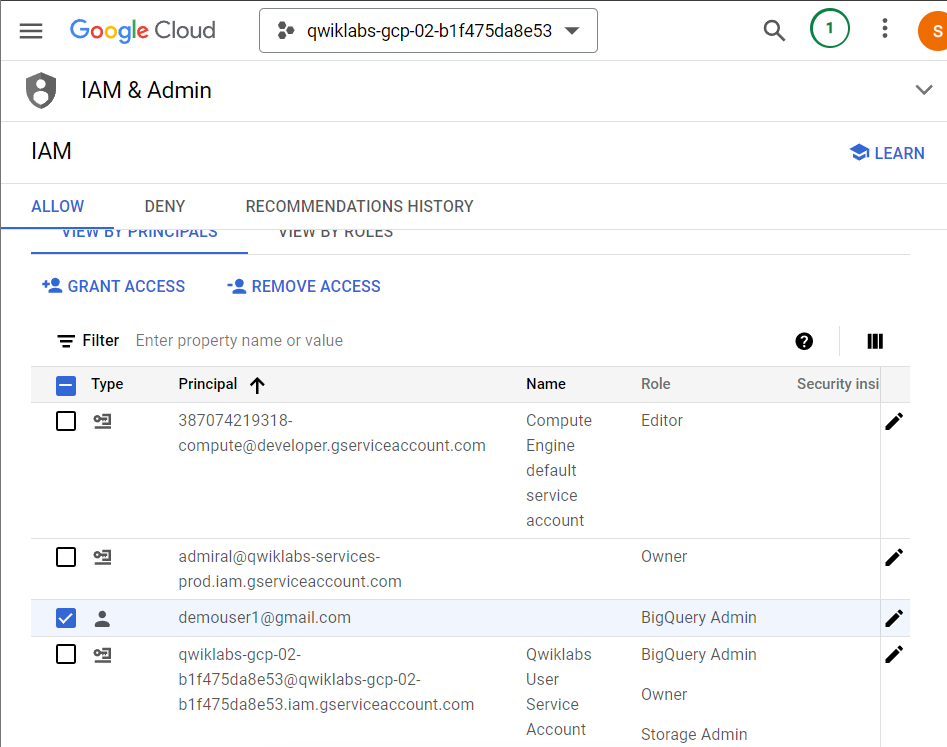 Google Cloud
qwiklabs-gcp-02-b1f475da8e53
1
S
IAM & Admin
IAM
LEARN
ALLOW DENY RECOMMENDATIONS HISTORY
VIEW BY PRINCIPALS VIEW BY ROLES
GRANT ACCESS REMOVE ACCESS
Filter Enter property name or value
Type Principal Name Role Security insi
387074219318-
compute@developer.gserviceaccount.com
Compute
Engine
default
service
account
Editor
admiral@qwiklabs-services-
prod.iam.gserviceaccount.com
Owner
demouser1@gmail.com BigQuery Admin
qwiklabs-gcp-02-
b1f475da8e53@qwiklabs-gcp-02-
b1f475da8e53.iam.gserviceaccount.com
Qwiklabs
User
Service
Account
BigQuery Admin
Owner
Storage Admin